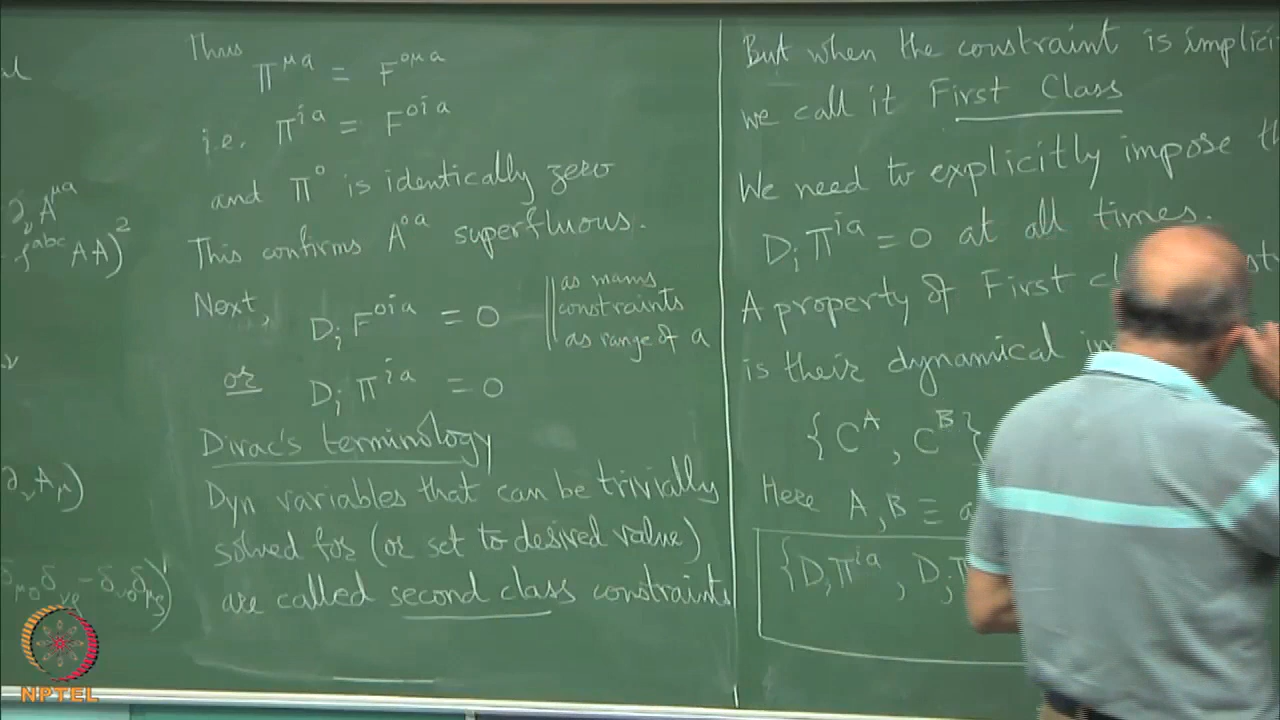 ∂₂A^{μa}
f^{abc} AA)²
∂_ν A_μ)
Thus
Π^{μa} = F^{0μa}
i.e. Π^{ia} = F^{0ia}
and Π⁰ is identically zero
This confirms A^{0a} superfluous.
Next, D_i F^{0ia} = 0
as many
constraints
as range of a
or D_i Π^{ia} = 0
Dirac's terminology
Dyn variables that can be trivially
solved for (or set to desired value)
are called second class constraints
But when the constraint is implici
we call it First Class
We need to explicitly impose th
D_i Π^{ia} = 0 at all times.
A property of First cl
is their dynamical in
{C^A, C^B}
Here A, B ≡ a
{D_i Π^{ia}, D_j Π
NPTEL